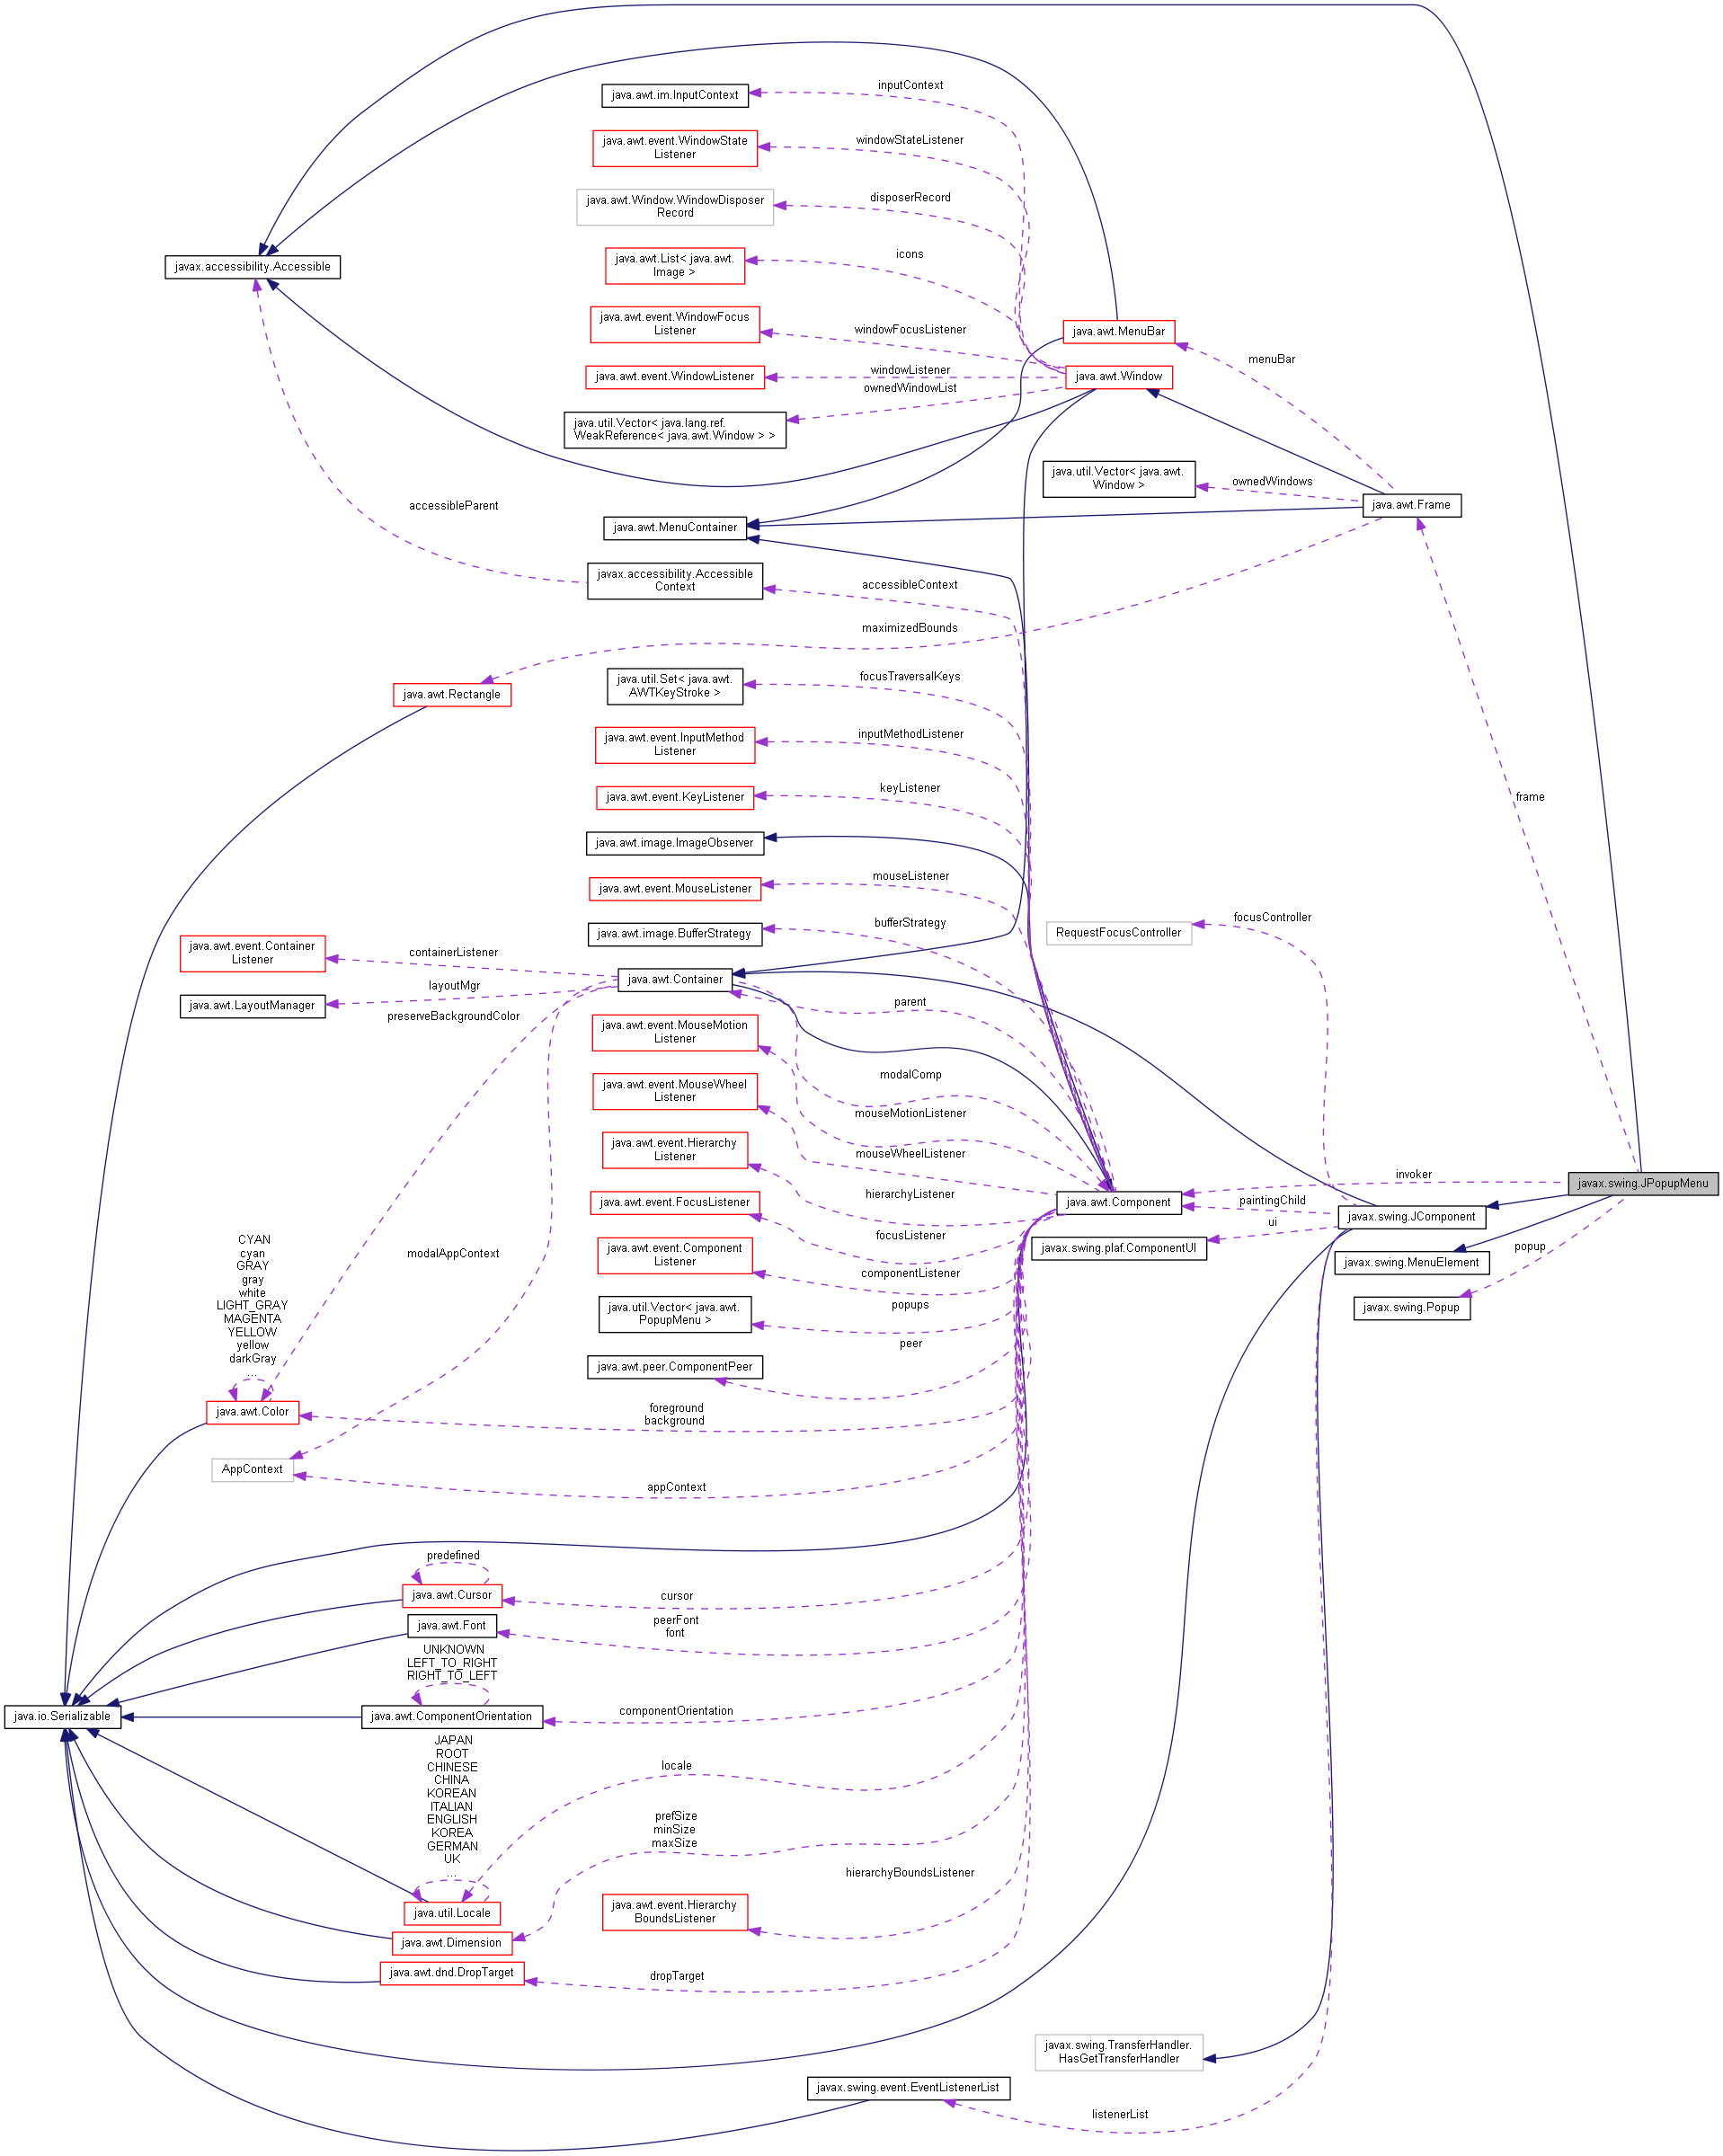 inputContext
java.awt.im.InputContext
java.awt.event.WindowState
Listener
windowStateListener
java.awt.Window.WindowDisposer
Record
disposerRecord
javax.accessibility.Accessible
java.awt.List< java.awt.
Image >
icons
java.awt.event.WindowFocus
Listener
windowFocusListener
java.awt.MenuBar
menuBar
java.awt.event.WindowListener
windowListener
java.awt.Window
ownedWindowList
java.util.Vector< java.lang.ref.
WeakReference< java.awt.Window > >
java.util.Vector< java.awt.
Window >
ownedWindows
java.awt.Frame
accessibleParent
java.awt.MenuContainer
javax.accessibility.Accessible
Context
accessibleContext
maximizedBounds
java.awt.Rectangle
java.util.Set< java.awt.
AWTKeyStroke >
focusTraversalKeys
java.awt.event.InputMethod
Listener
inputMethodListener
java.awt.event.KeyListener
keyListener
frame
java.awt.image.ImageObserver
java.awt.event.MouseListener
mouseListener
java.awt.image.BufferStrategy
bufferStrategy
RequestFocusController
focusController
java.awt.event.Container
Listener
containerListener
java.awt.Container
layoutMgr
java.awt.LayoutManager
preserveBackgroundColor
parent
java.awt.event.MouseMotion
Listener
modalComp
java.awt.event.MouseWheel
Listener
mouseMotionListener
java.awt.event.Hierarchy
Listener
mouseWheelListener
invoker
javax.swing.JPopupMenu
java.awt.event.FocusListener
hierarchyListener
java.awt.Component
paintingChild
ui
javax.swing.JComponent
focusListener
java.awt.event.Component
Listener
javax.swing.plaf.ComponentUI
popup
javax.swing.MenuElement
componentListener
modalAppContext
CYAN
cyan
GRAY
gray
white
LIGHT_GRAY
MAGENTA
YELLOW
yellow
darkGray
...
java.util.Vector< java.awt.
PopupMenu >
popups
javax.swing.Popup
peer
java.awt.peer.ComponentPeer
java.awt.Color
foreground
background
AppContext
appContext
predefined
java.awt.Cursor
cursor
java.awt.Font
peerFont
font
UNKNOWN
LEFT_TO_RIGHT
RIGHT_TO_LEFT
java.io.Serializable
java.awt.ComponentOrientation
componentOrientation
JAPAN
ROOT
CHINESE
CHINA
KOREAN
ITALIAN
ENGLISH
KOREA
GERMAN
UK
...
locale
prefSize
minSize
maxSize
java.util.Locale
java.awt.event.Hierarchy
BoundsListener
hierarchyBoundsListener
java.awt.Dimension
java.awt.dnd.DropTarget
dropTarget
javax.swing.TransferHandler.
HasGetTransferHandler
javax.swing.event.EventListenerList
listenerList